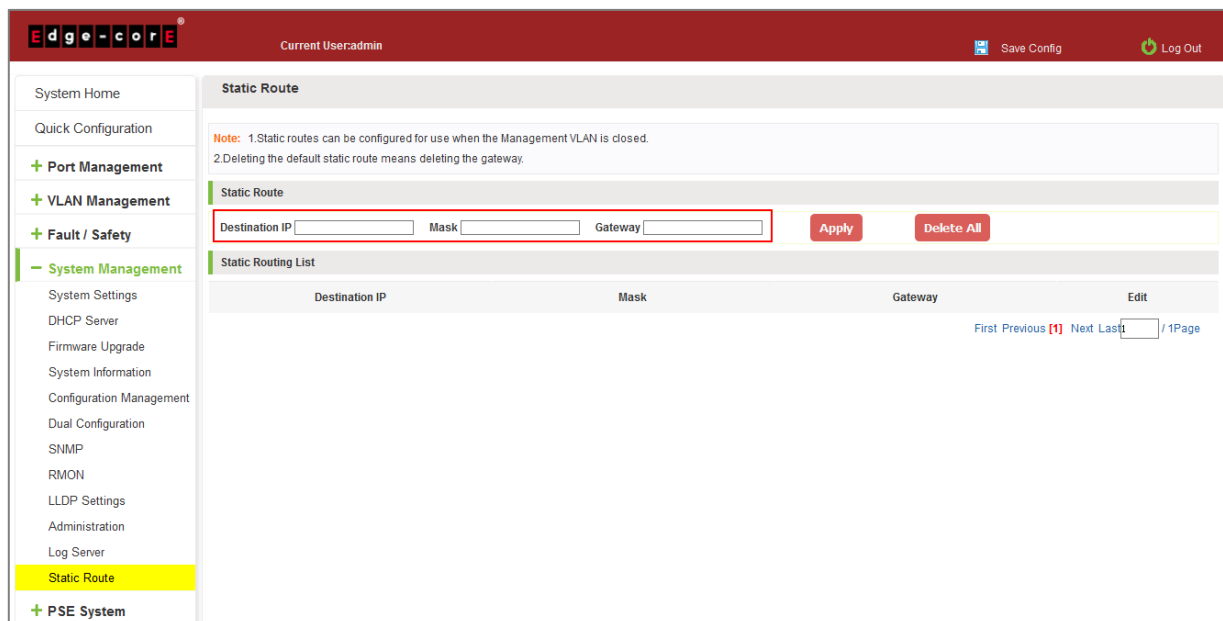 Edge-corE®
Current User:admin
Save Config
Log Out
System Home
Quick Configuration
+ Port Management
+ VLAN Management
+ Fault / Safety
− System Management
System Settings
DHCP Server
Firmware Upgrade
System Information
Configuration Management
Dual Configuration
SNMP
RMON
LLDP Settings
Administration
Log Server
Static Route
+ PSE System
Static Route
Note: 1.Static routes can be configured for use when the Management VLAN is closed.
2.Deleting the default static route means deleting the gateway.
Static Route
Destination IP Mask Gateway Apply Delete All
Static Routing List
Destination IP Mask Gateway Edit
First Previous [1] Next Last 1 / 1Page